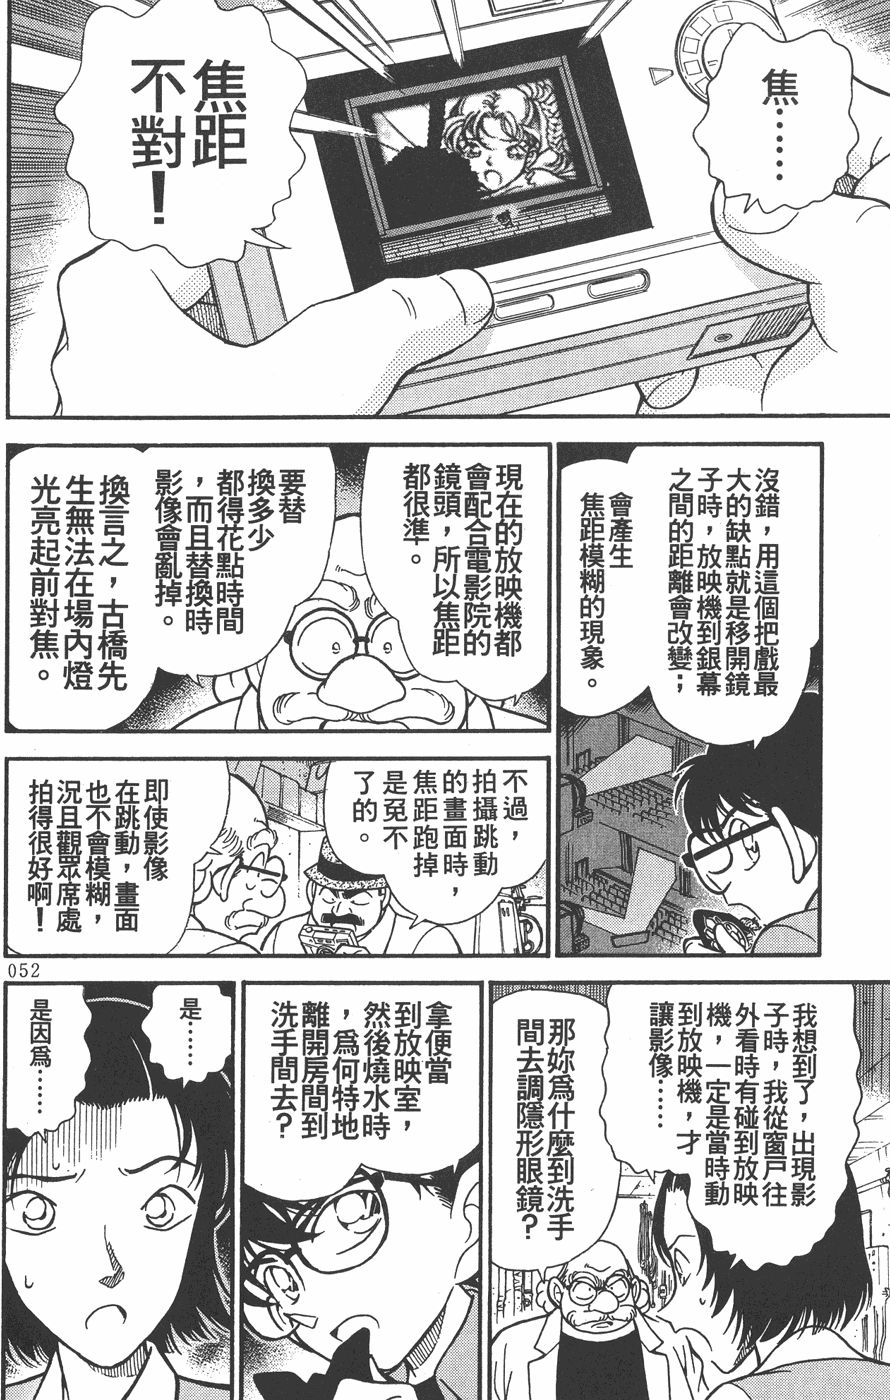 焦……
焦距
不對！
沒錯，用這個把戲最
大的缺點就是移開鏡
子時，放映機到銀幕
之間的距離會改變；
會產生
焦距模糊的現象。
現在的放映機都
會配合電影院的
鏡頭，所以焦距
都很準。
要替
換多少
都得花點時間
，而且替換時
影像會亂掉。
換言之，古橋先
生無法在場內燈
光亮起前對焦。
不過，
拍攝跳動
的畫面時，
焦距跑掉
是免不
了的。
即使影像
在跳動，畫面
也不會模糊，
況且觀眾席處
拍得很好啊！
052
我想到了，出現影
子時，我從窗戶往
外看時有碰到放映
機，一定是當時動
到放映機，才
讓影像……
那妳為什麼到洗手
間去調隱形眼鏡？
拿便當
到放映室，
然後燒水時
，為何特地
離開房間到
洗手間去？
是……
是因為……